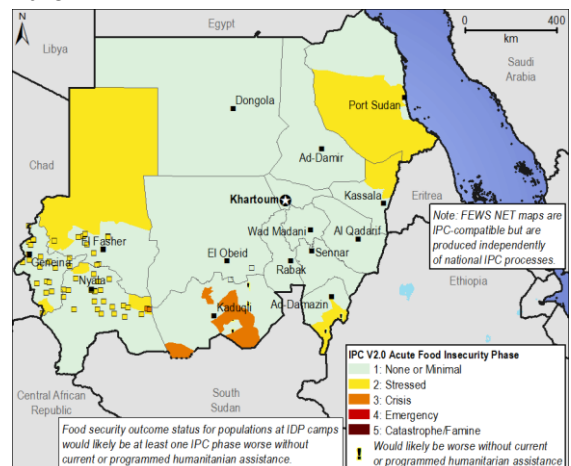 Egypt
N
0
200
400
km
Libya
Saudi
Arabia
Port Sudan
Dongola
Ad-Damir
Chad
Khartoum
Kassala
Eritrea
Note: FEWS NET maps are
IPC-compatible but are
produced independently
of national IPC processes.
Wad Madani
Al Qadarif
El Fasher
Geneina
El Obeid
Sennar
Rabak
Nyala
Ad-Damazin
Kaduqli
Ethiopia
Central African
Republic
South
Sudan
Food security outcome status for populations at IDP camps
would likely be at least one IPC phase worse without
current or programmed humanitarian assistance.
IPC V2.0 Acute Food Insecurity Phase
1: None or Minimal
2: Stressed
3: Crisis
4: Emergency
5: Catastrophe/Famine
! Would likely be worse without current
or programmed humanitarian assistance